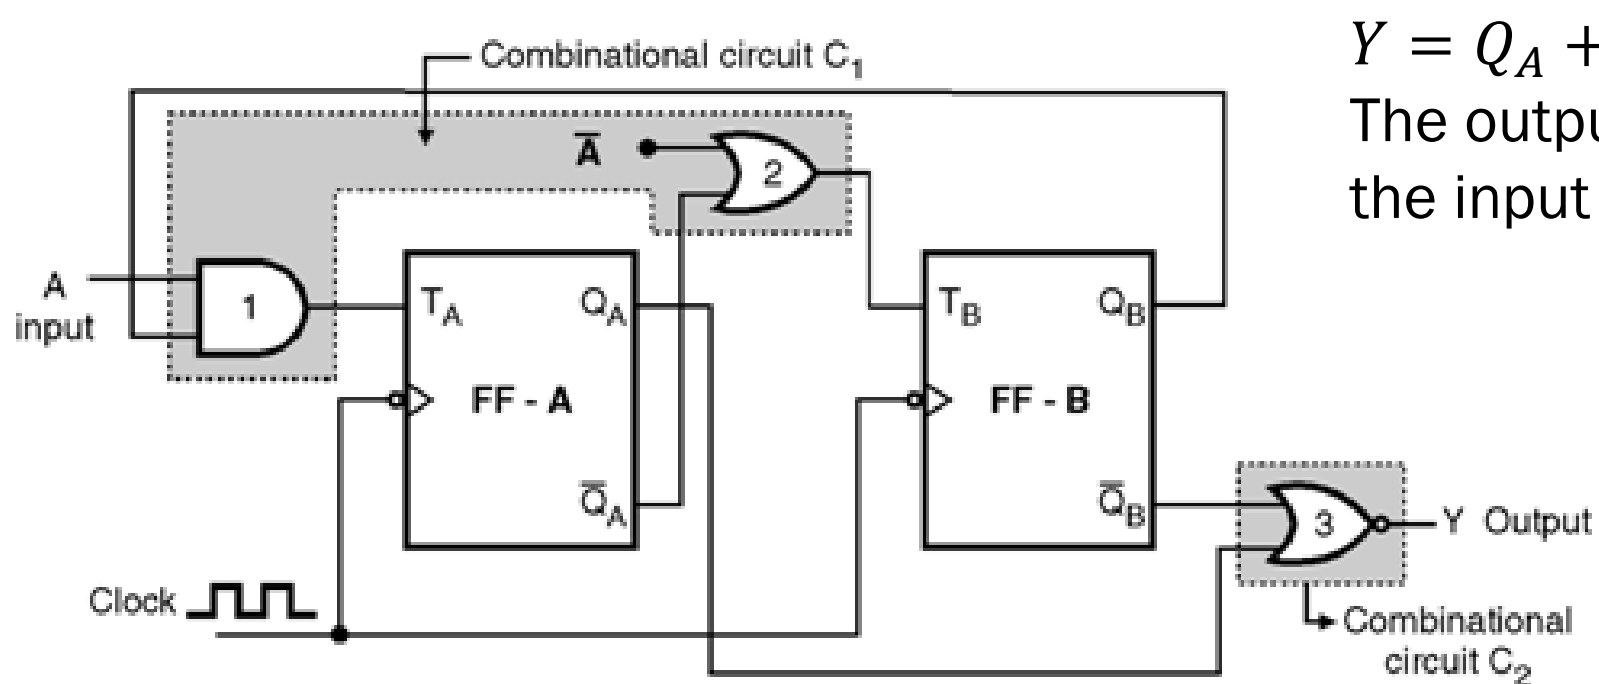 Combinational circuit C₁
Y = Q_A +
The outpu
the input
A̅
2
A
input
1
T_A
Q_A
T_B
Q_B
FF - A
FF - B
Q̅_A
Q̅_B
3
Y Output
Clock
Combinational
circuit C₂